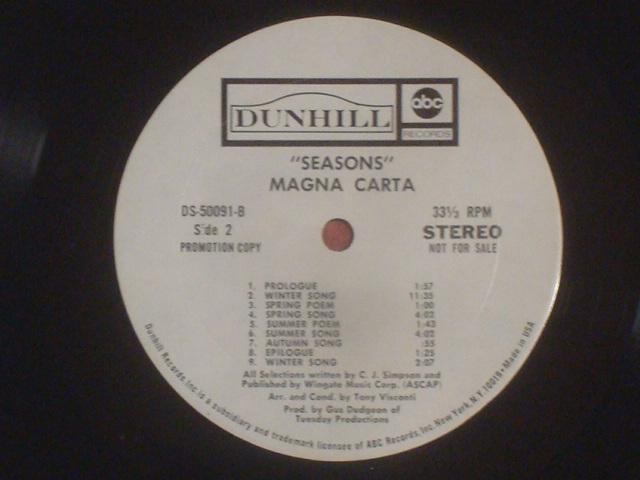 DUNHILL
abc
RECORDS
"SEASONS"
MAGNA CARTA
DS-50091-B
Side 2
PROMOTION COPY
33⅓ RPM
STEREO
NOT FOR SALE
1. PROLOGUE 1:57
2. WINTER SONG 11:35
3. SPRING POEM 1:00
4. SPRING SONG 4:02
5. SUMMER POEM 1:43
6. SUMMER SONG 4:02
7. AUTUMN SONG :55
8. EPILOGUE 1:25
9. WINTER SONG 2:07
All Selections written by C. J. Simpson and
Published by Wingate Music Corp. (ASCAP)
Arr. and Cond. by Tony Visconti
Prod. by Gus Dudgeon of
Tuesday Productions
Dunhill Records, Inc. is a subsidiary and trademark licensee of ABC Records, Inc. New York, N.Y. 10019 • Made in USA